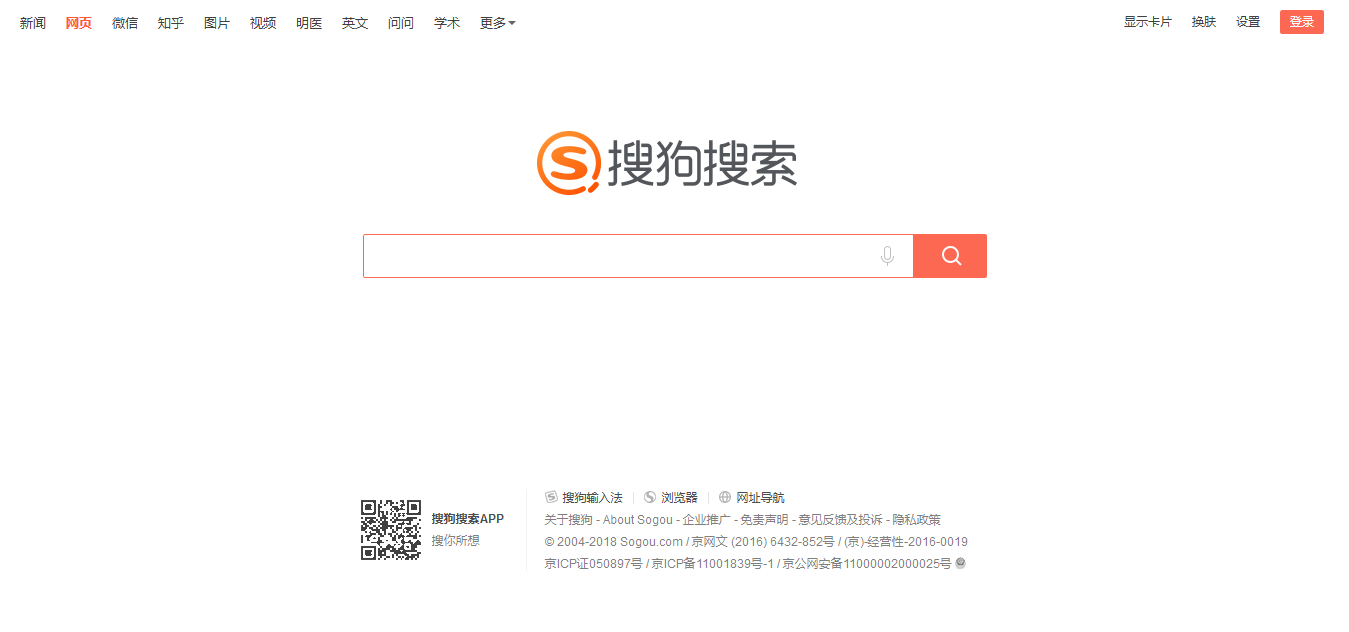 新闻 网页 微信 知乎 图片 视频 明医 英文 问问 学术 更多 显示卡片 换肤 设置 登录
搜狗搜索
搜狗输入法 浏览器 网址导航
搜狗搜索APP
搜你所想
关于搜狗 - About Sogou - 企业推广 - 免责声明 - 意见反馈及投诉 - 隐私政策
© 2004-2018 Sogou.com / 京网文 (2016) 6432-852号 / (京)-经营性-2016-0019
京ICP证050897号 / 京ICP备11001839号-1 / 京公网安备11000002000025号